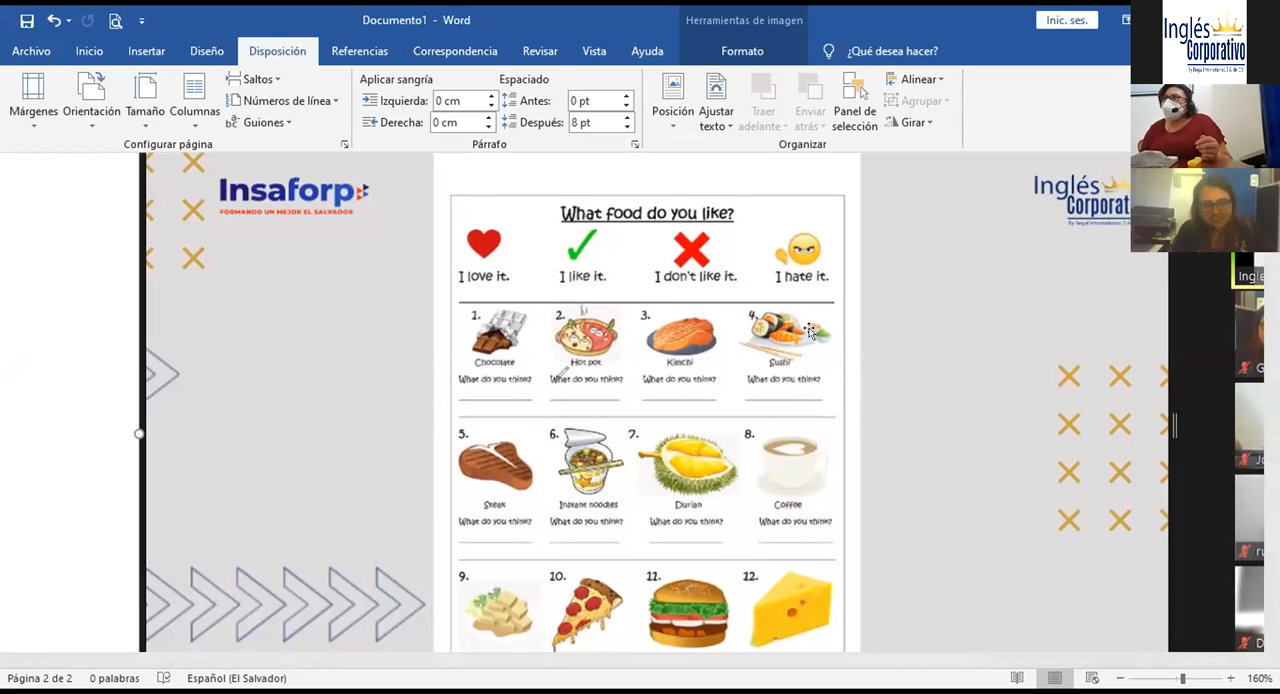 Documento1 - Word
Herramientas de imagen
Inic. ses.
Archivo Inicio Insertar Diseño Disposición Referencias Correspondencia Revisar Vista Ayuda Formato ¿Qué desea hacer?
Márgenes Orientación Tamaño Columnas
Saltos
Números de línea
Guiones
Configurar página
Aplicar sangría
Izquierda: 0 cm
Derecha: 0 cm
Espaciado
Antes: 0 pt
Después: 8 pt
Párrafo
Posición Ajustar texto Traer adelante Enviar atrás Panel de selección
Alinear
Agrupar
Girar
Organizar
Inglés
Corporativo
Insaforp
FORMANDO UN MEJOR EL SALVADOR
Inglés
What food do you like?
I love it. I like it. I don't like it. I hate it.
1. 2. 3. 4.
Chocolate Hot pot Kimchi Sushi
What do you think? What do you think? What do you think? What do you think?
5. 6. 7. 8.
Steak Instant noodles Durian Coffee
What do you think? What do you think? What do you think? What do you think?
9. 10. 11. 12.
Página 2 de 2 0 palabras Español (El Salvador) 160%